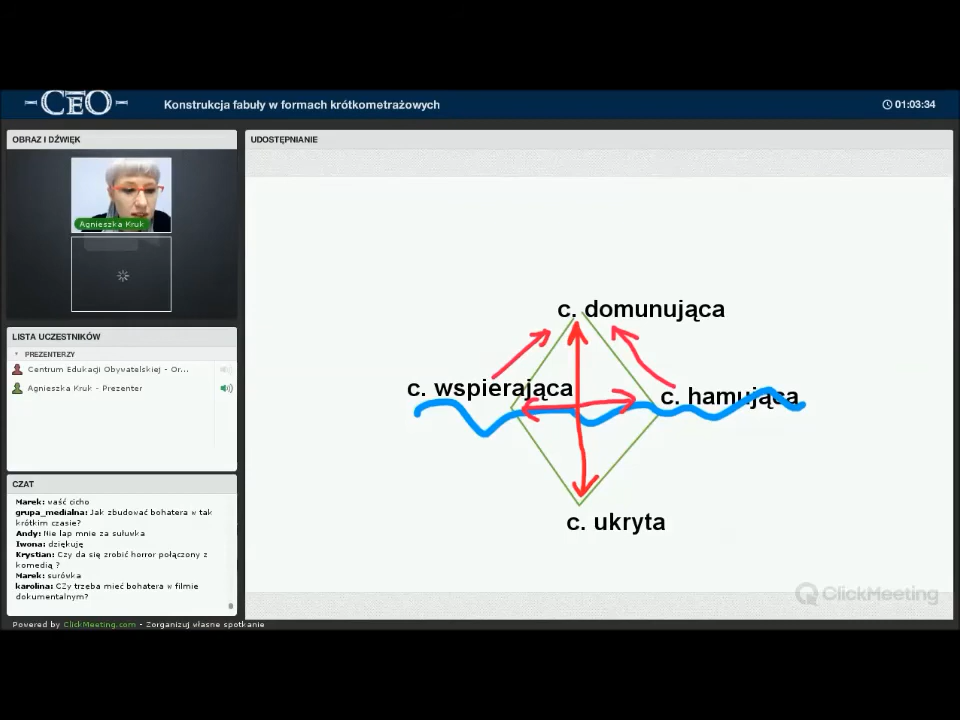 CEO
Konstrukcja fabuły w formach krótkometrażowych
01:03:34
OBRAZ I DŹWIĘK
Agnieszka Kruk
LISTA UCZESTNIKÓW
PREZENTERZY
Centrum Edukacji Obywatelskiej - Or...
Agnieszka Kruk - Prezenter
CZAT
Marek: waść cicho
grupa_medialna: Jak zbudować bohatera w tak
krótkim czasie?
Andy: Nie lap mnie za sułuwka
Iwona: dziękuję
Krystian: Czy da się zrobić horror połączony z
komedią ?
Marek: surówka
karolina: CZy trzeba mieć bohatera w filmie
dokumentalnym?
UDOSTĘPNIANIE
c. domunująca
c. wspierająca
c. hamująca
c. ukryta
ClickMeeting
Powered by ClickMeeting.com - Zorganizuj własne spotkanie